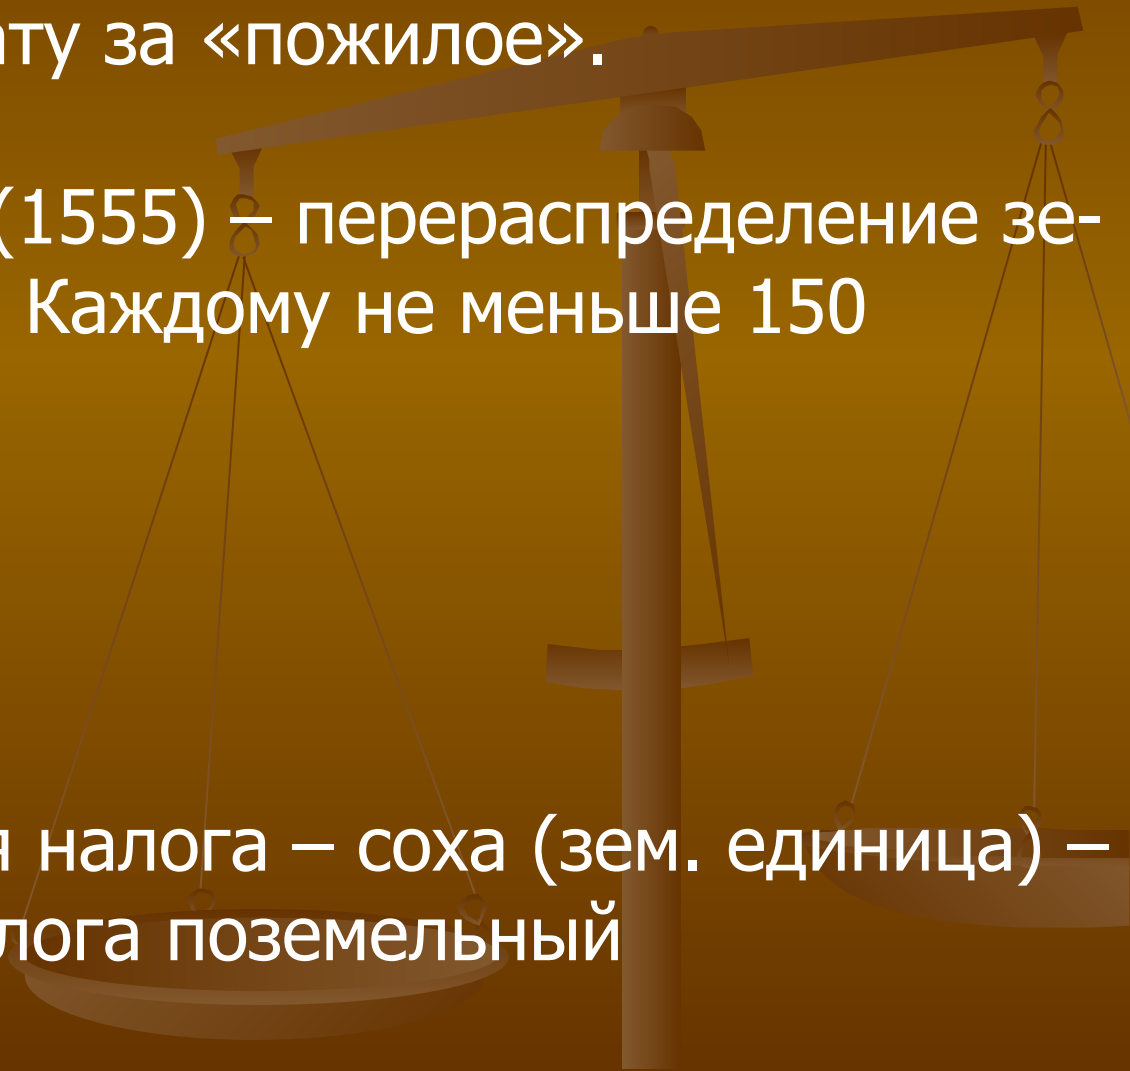 ату за «пожилое».
(1555) – перераспределение зе-
Каждому не меньше 150
я налога – соха (зем. единица) –
лога поземельный